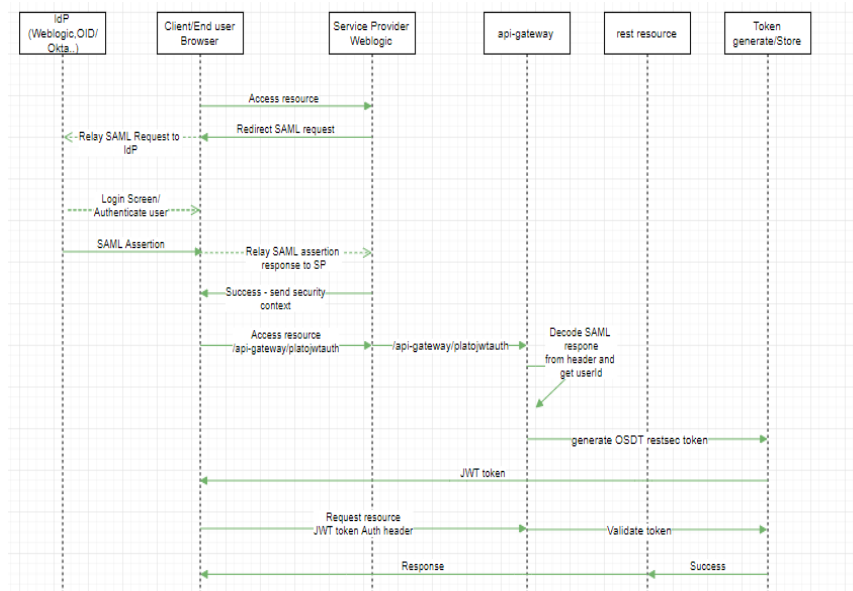 IdP
(Weblogic,OID/
Okta..)
Client/End user
Browser
Service Provider
Weblogic
api-gateway
rest resource
Token
generate/Store
Access resource
Redirect SAML request
Relay SAML Request to
IdP
Login Screen/
Authenticate user
SAML Assertion
Relay SAML assertion
response to SP
Success - send security
context
Access resource
/api-gateway/platojwtauth
/api-gateway/platojwtauth
Decode SAML
respone
from header and
get userId
generate OSDT restsec token
JWT token
Request resource
JWT token Auth header
Validate token
Response
Success